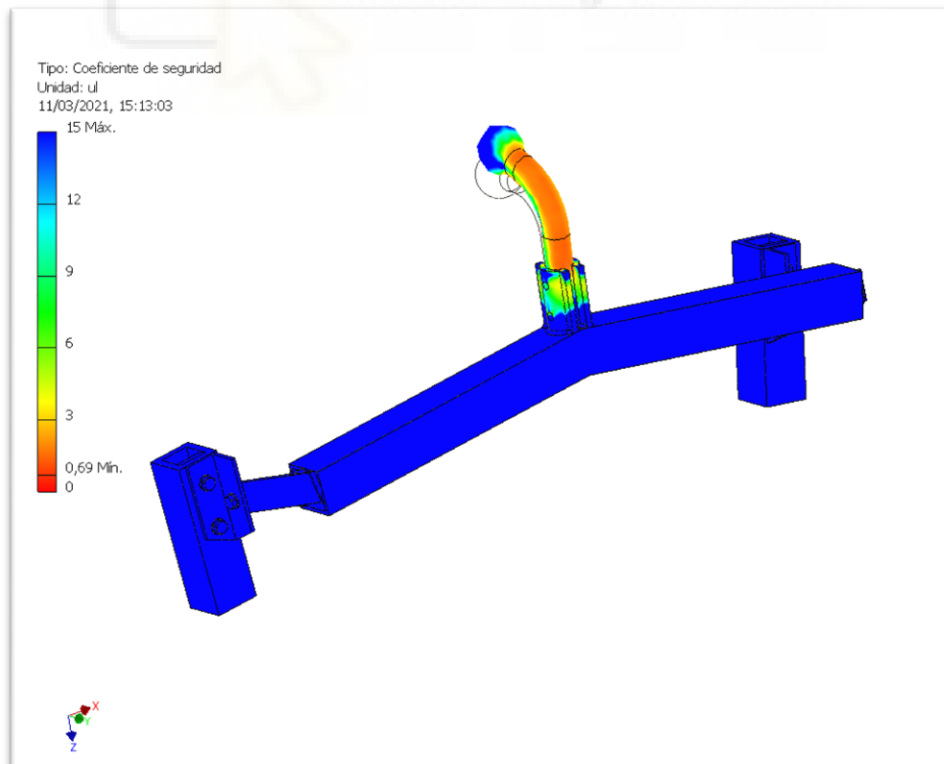 Tipo: Coeficiente de seguridad
Unidad: ul
11/03/2021, 15:13:03
15 Máx.
12
9
6
3
0,69 Mín.
0
X
Y
Z